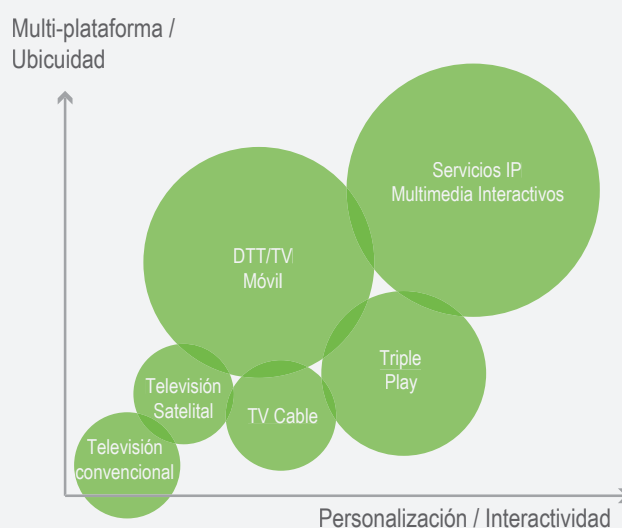 Multi-plataforma /
Ubicuidad
Servicios IP
Multimedia Interactivos
DTT/TV
Móvil
Triple
Play
Televisión
Satelital
TV Cable
Televisión
convencional
Personalización / Interactividad